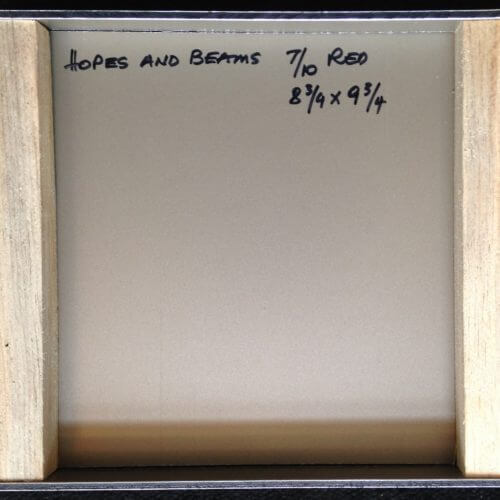 HOPES AND BEAMS 7/10 RED
8 3/4 x 9 3/4